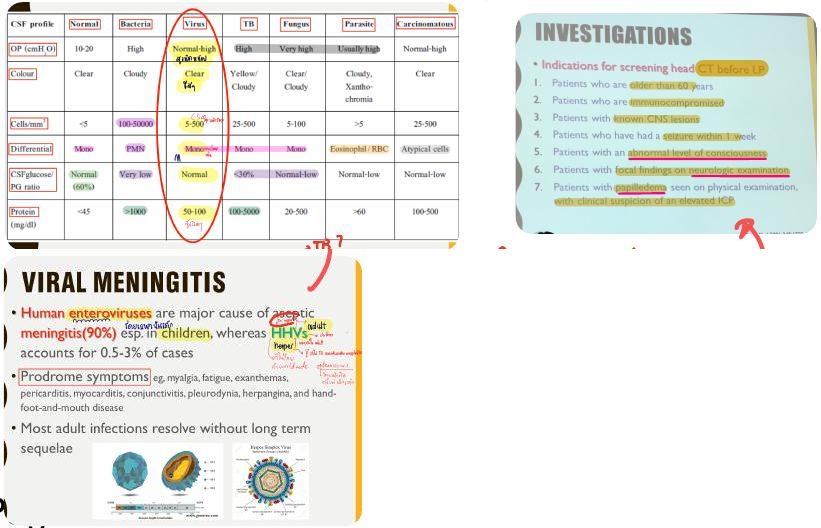 CSF profile Normal Bacteria Virus TB Fungus Parasite Carcinomatous
OP (cmH₂O) 10-20 High Normal-high High Very high Usually high Normal-high
Colour Clear Cloudy Clear Yellow/ Cloudy Clear/ Cloudy Cloudy, Xantho-chromia Clear
Cells/mm³ <5 100-50000 5-500 25-500 5-100 >5 25-500
Differential Mono PMN Mono Mono Mono Eosinophil / RBC Atypical cells
CSFglucose/ PG ratio Normal (60%) Very low Normal <30% Normal-low Normal-low Normal-low
Protein (mg/dl) <45 >1000 50-100 100-5000 20-500 >60 100-500
INVESTIGATIONS
• Indications for screening head CT before LP
1. Patients who are older than 60 years
2. Patients who are immunocompromised
3. Patients with known CNS lesions
4. Patients who have had a seizure within 1 week
5. Patients with an abnormal level of consciousness
6. Patients with focal findings on neurologic examination
7. Patients with papilledema seen on physical examination,
with clinical suspicion of an elevated ICP
TB?
VIRAL MENINGITIS
• Human enteroviruses are major cause of aseptic
meningitis(90%) esp. in children, whereas HHVs
adult
herpes
accounts for 0.5-3% of cases
• Prodrome symptoms eg, myalgia, fatigue, exanthemas,
pericarditis, myocarditis, conjunctivitis, pleurodynia, herpangina, and hand-
foot-and-mouth disease
• Most adult infections resolve without long term
sequelae
Herpes Simplex Virus